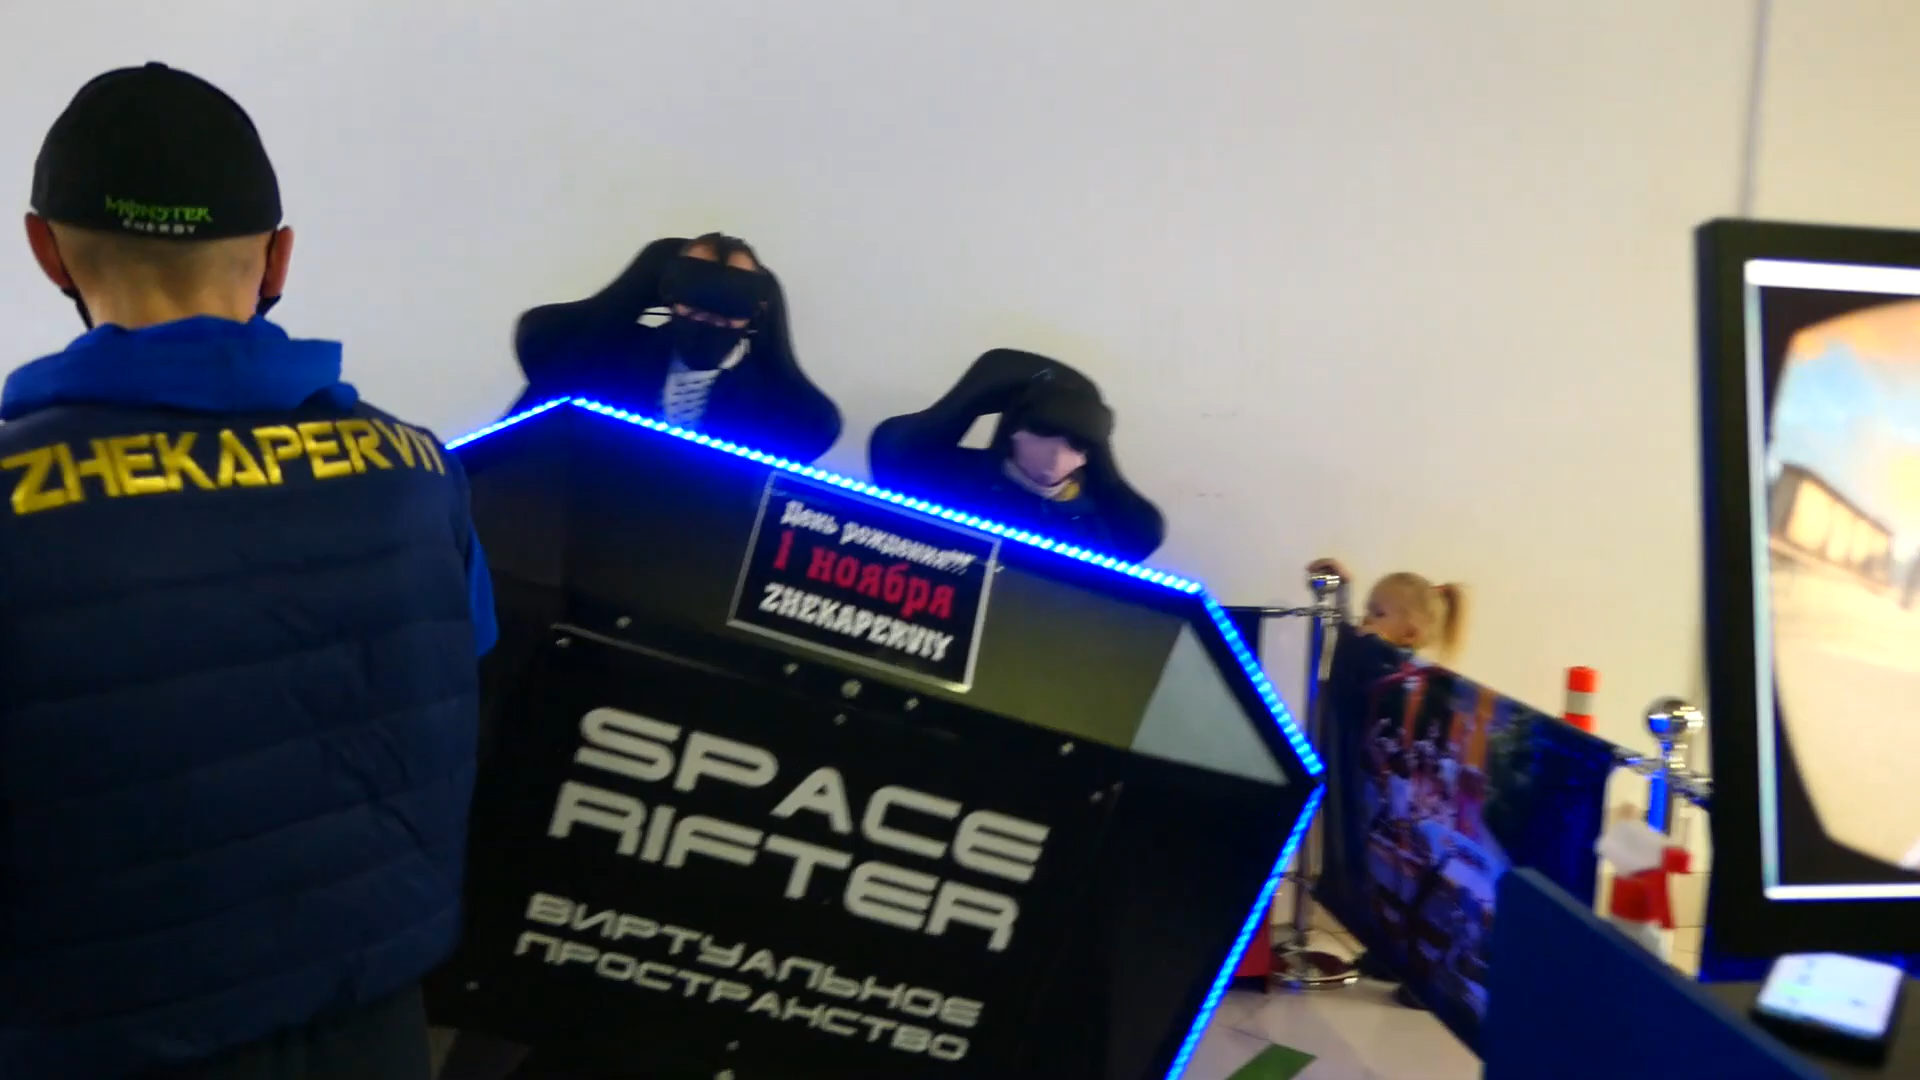 MONSTER
ENERGY
ZHEKAPERVIY
День рождения!!!
1 ноября
ZHEKAPERVIY
SPACE
RIFTER
ВИРТУАЛЬНОЕ
ПРОСТРАНСТВО